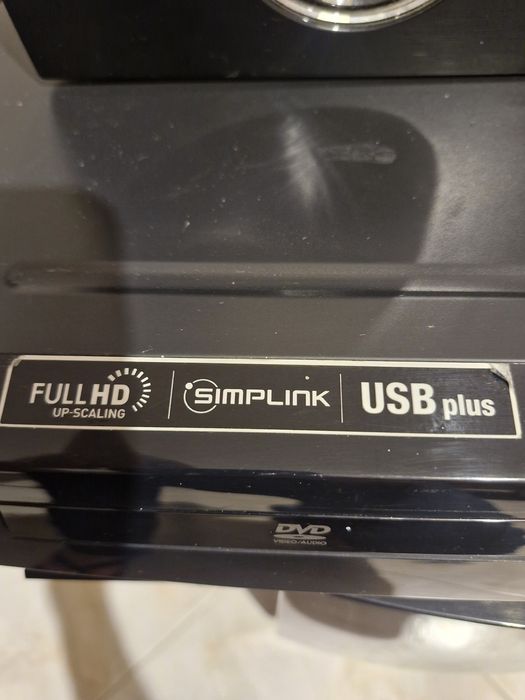 FULL HD
UP-SCALING
SIMPLINK
USB plus
DVD
VIDEO/AUDIO